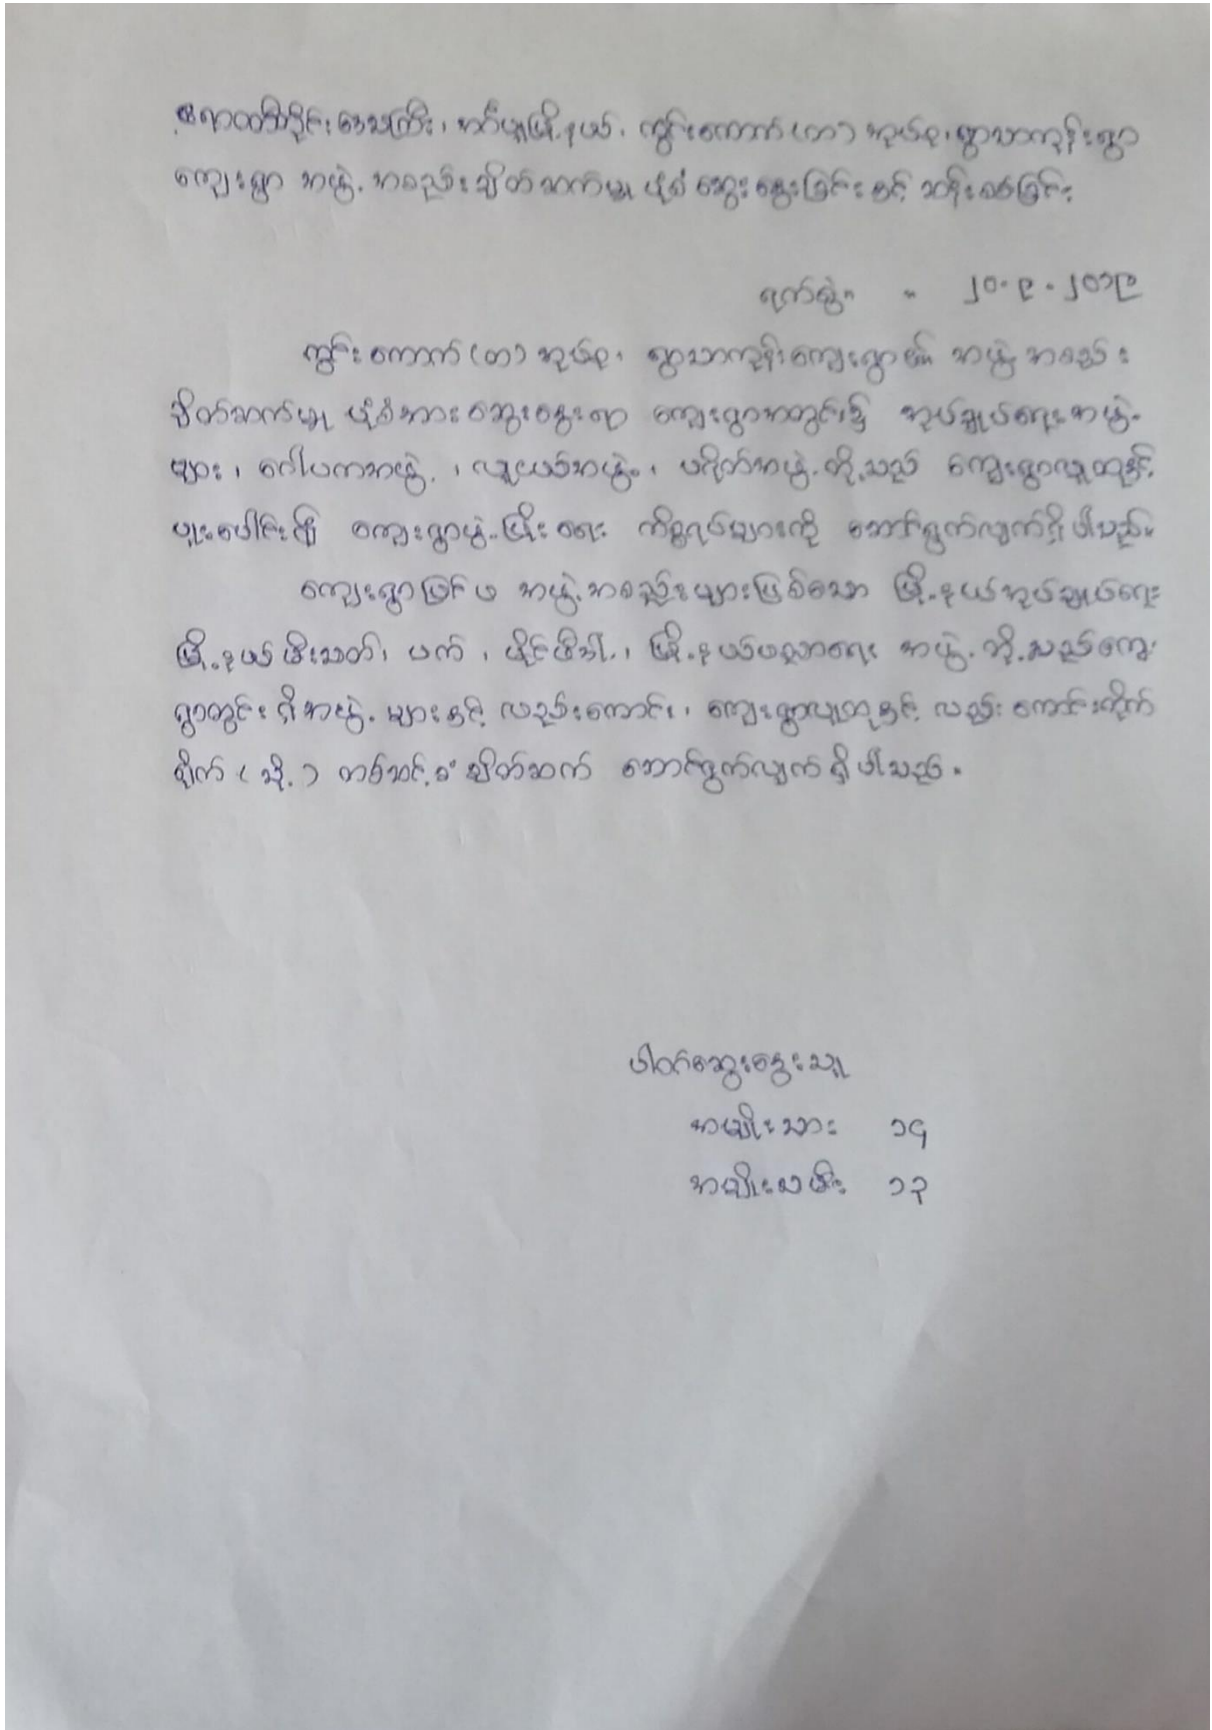 ဧရာဝတီတိုင်းဒေသကြီး၊ အင်္ဂပူမြို့နယ်၊ ကွင်းကောက်(တ) အုပ်စု၊ ရွာသာကုန်းရွာ
ကျေးရွာ အဖွဲ့အစည်းချိတ်ဆက်မှု ပုံစံ ဆွေးနွေးခြင်းနှင့် ဆန်းစစ်ခြင်း
ရက်စွဲ။ ။ ၂၀.၉.၂၀၁၉
ကွင်းကောက်(တ) အုပ်စု၊ ရွာသာကုန်းကျေးရွာ၏ အဖွဲ့အစည်း
ချိတ်ဆက်မှု ပုံစံအား ဆွေးနွေးရာ ကျေးရွာအတွင်း၌ အုပ်ချုပ်ရေးအဖွဲ့
များ၊ ဂေါပကအဖွဲ့၊ လူငယ်အဖွဲ့၊ ပရိတ်အဖွဲ့တို့သည် ကျေးရွာလူထုနှင့်
ပူးပေါင်းပြီး ကျေးရွာဖွံ့ဖြိုးရေး ကိစ္စရပ်များကို ဆောင်ရွက်လျက်ရှိပါသည်။
ကျေးရွာပြင်ပ အဖွဲ့အစည်းများဖြစ်သော မြို့နယ်အုပ်ချုပ်ရေး
မြို့နယ်မီးသတ်၊ ပက်၊ မြို့နယ်ပညာရေး အဖွဲ့တို့သည်ကျေး
ရွာတွင်းရှိအဖွဲ့များနှင့် လည်းကောင်း၊ ကျေးရွာလူထုနှင့် လည်းကောင်းတိုက်
ရိုက် (သို့) တစ်ဆင့်ခံ ချိတ်ဆက် ဆောင်ရွက်လျက်ရှိပါသည်။
ပါဝင်ဆွေးနွေးသူ
အမျိုးသား ၁၄
အမျိုးသမီး ၁၃